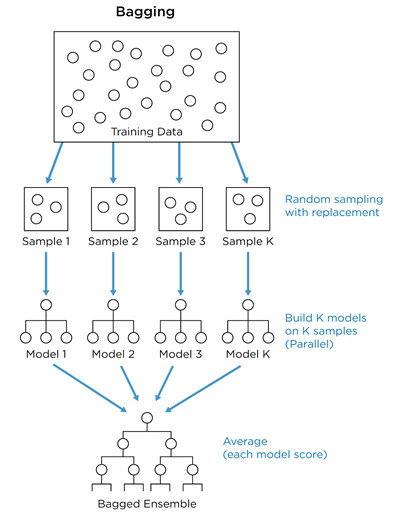 Bagging
Training Data
Sample 1
Sample 2
Sample 3
Sample K
Random sampling
with replacement
Model 1
Model 2
Model 3
Model K
Build K models
on K samples
(Parallel)
Average
(each model score)
Bagged Ensemble